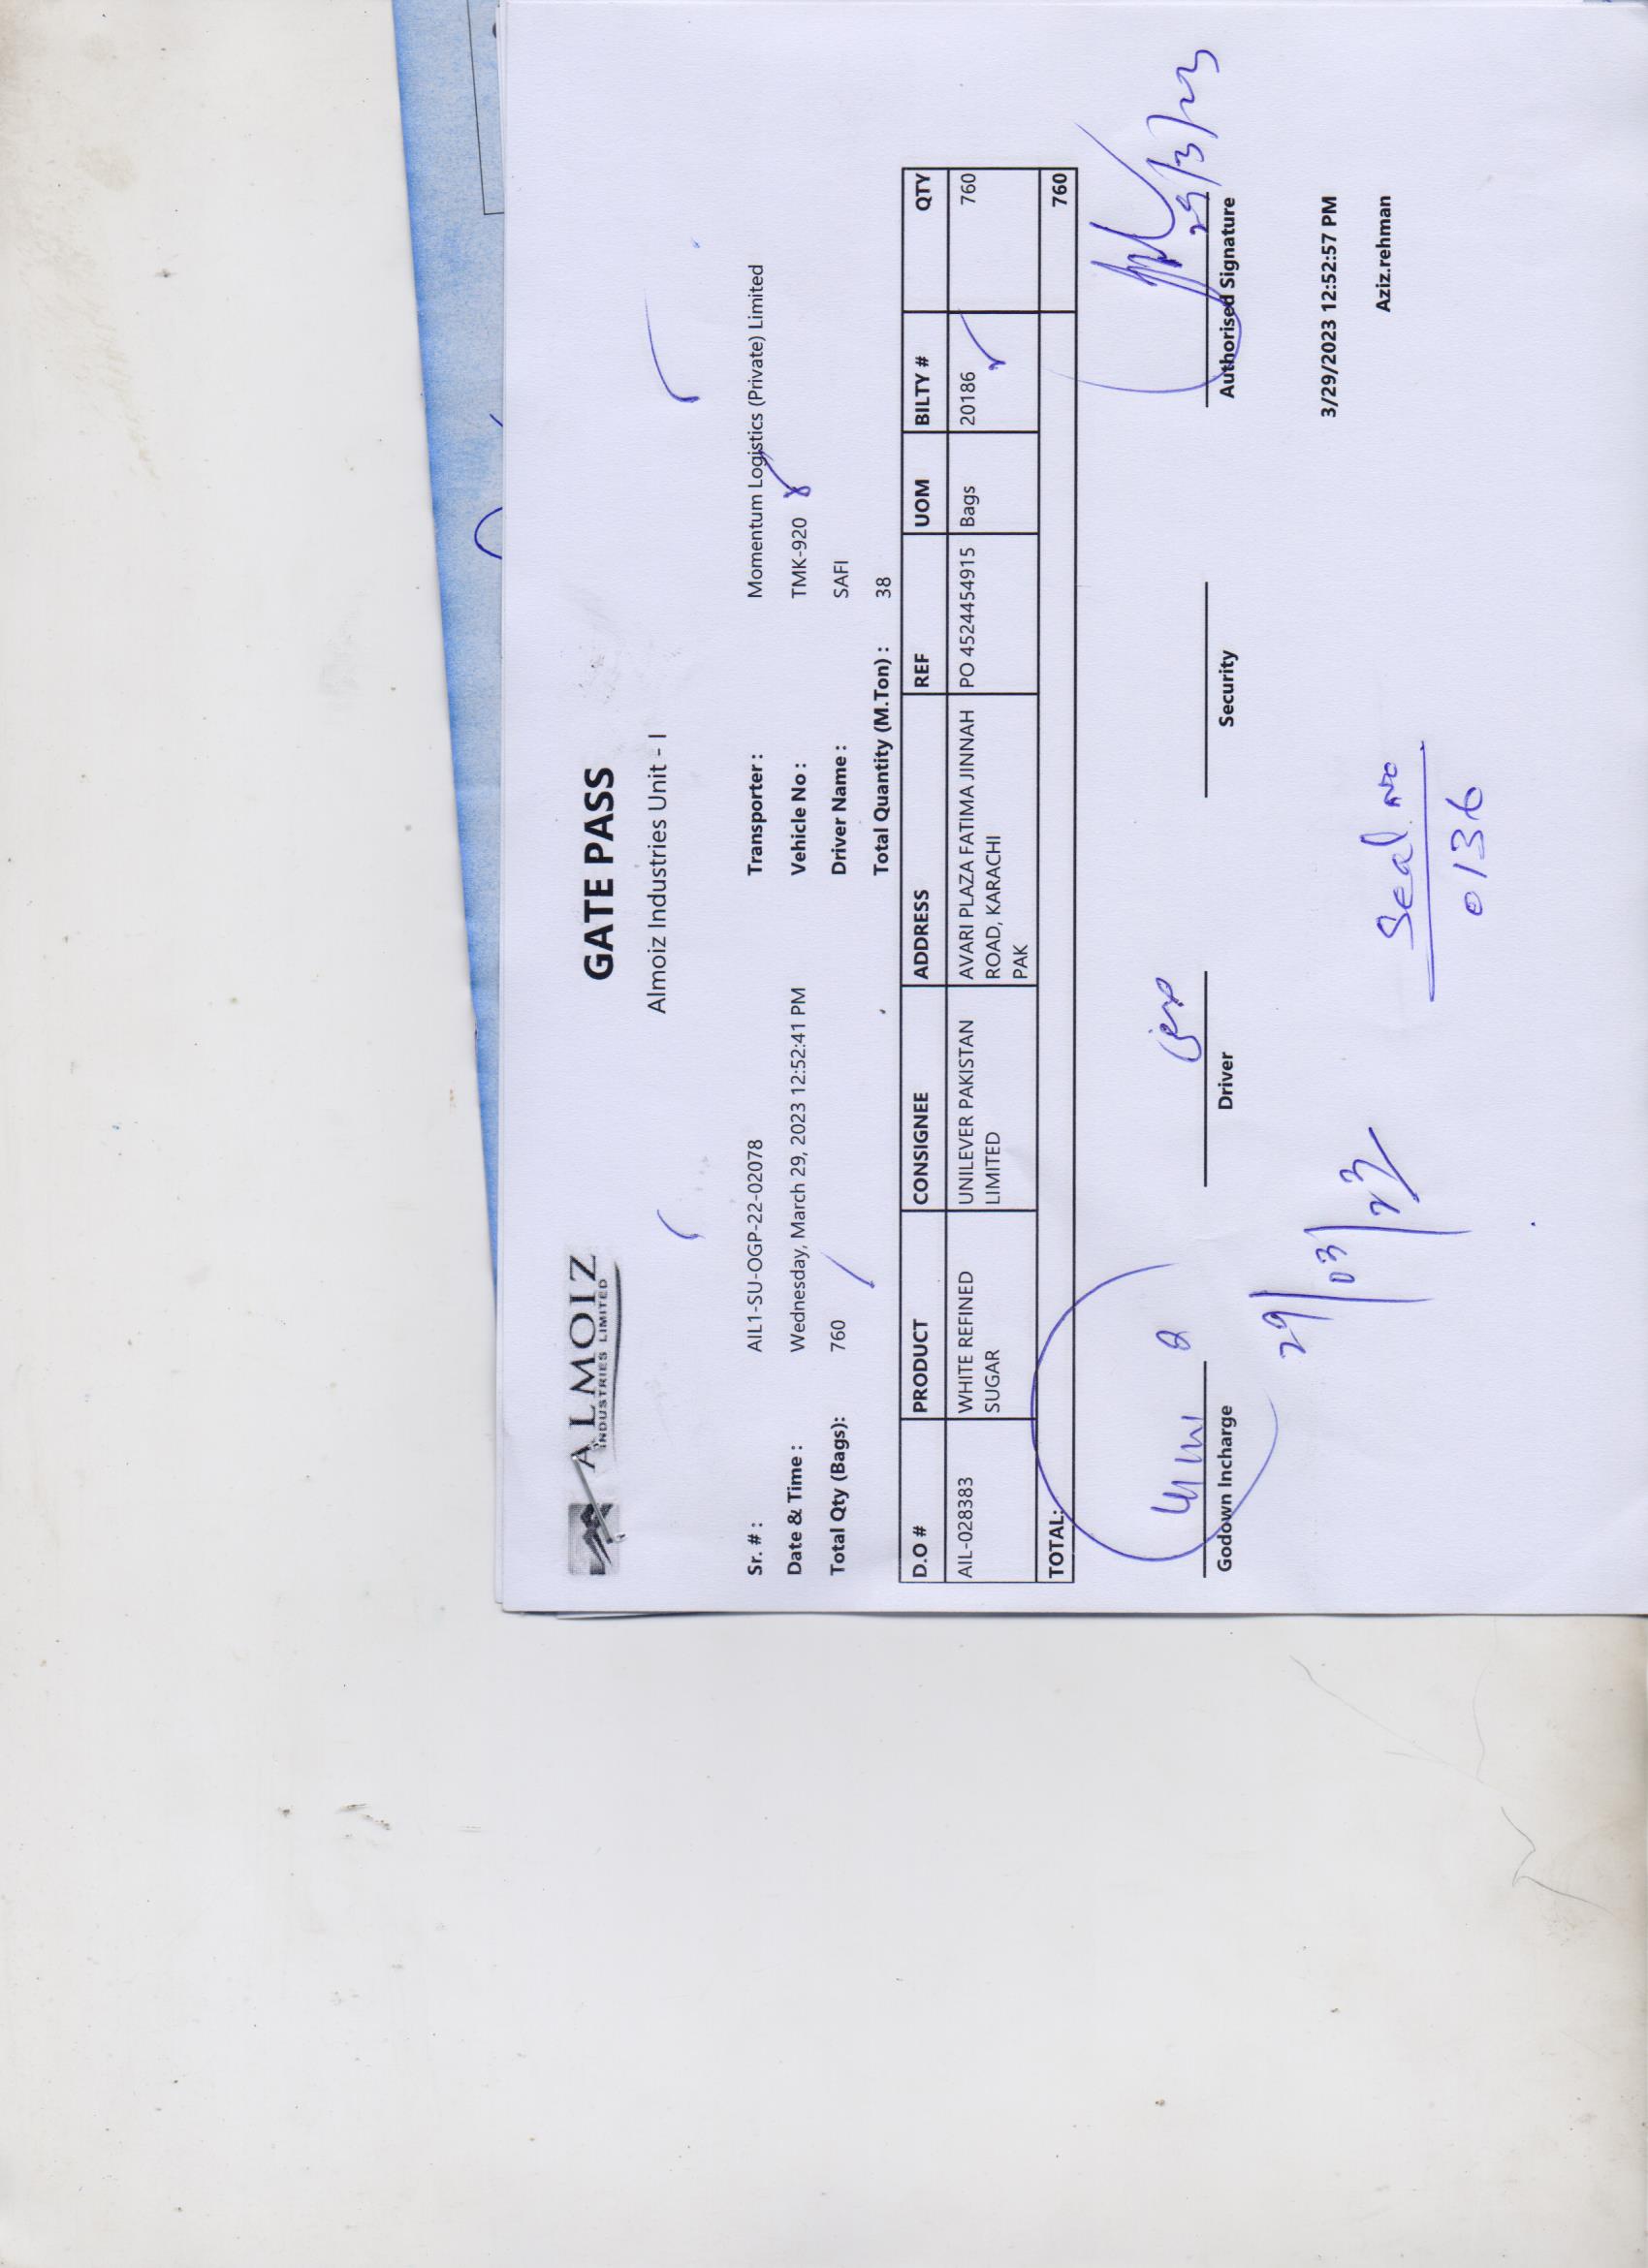 ALMOIZ
INDUSTRIES LIMITED
GATE PASS
Almoiz Industries Unit - I
Sr. # : AIL1-SU-OGP-22-02078 Transporter : Momentum Logistics (Private) Limited
Date & Time : Wednesday, March 29, 2023 12:52:41 PM Vehicle No : TMK-920
Total Qty (Bags): 760 Driver Name : SAFI
Total Quantity (M.Ton) : 38
D.O # PRODUCT CONSIGNEE ADDRESS REF UOM BILTY # QTY
AIL-028383 WHITE REFINED UNILEVER PAKISTAN AVARI PLAZA FATIMA JINNAH PO 4524454915 Bags 20186 760
SUGAR LIMITED ROAD, KARACHI
PAK
TOTAL: 760
29/3/23
Godown Incharge Driver Security Authorised Signature
29/03/23
3/29/2023 12:52:57 PM
Aziz.rehman
Seal No
0136